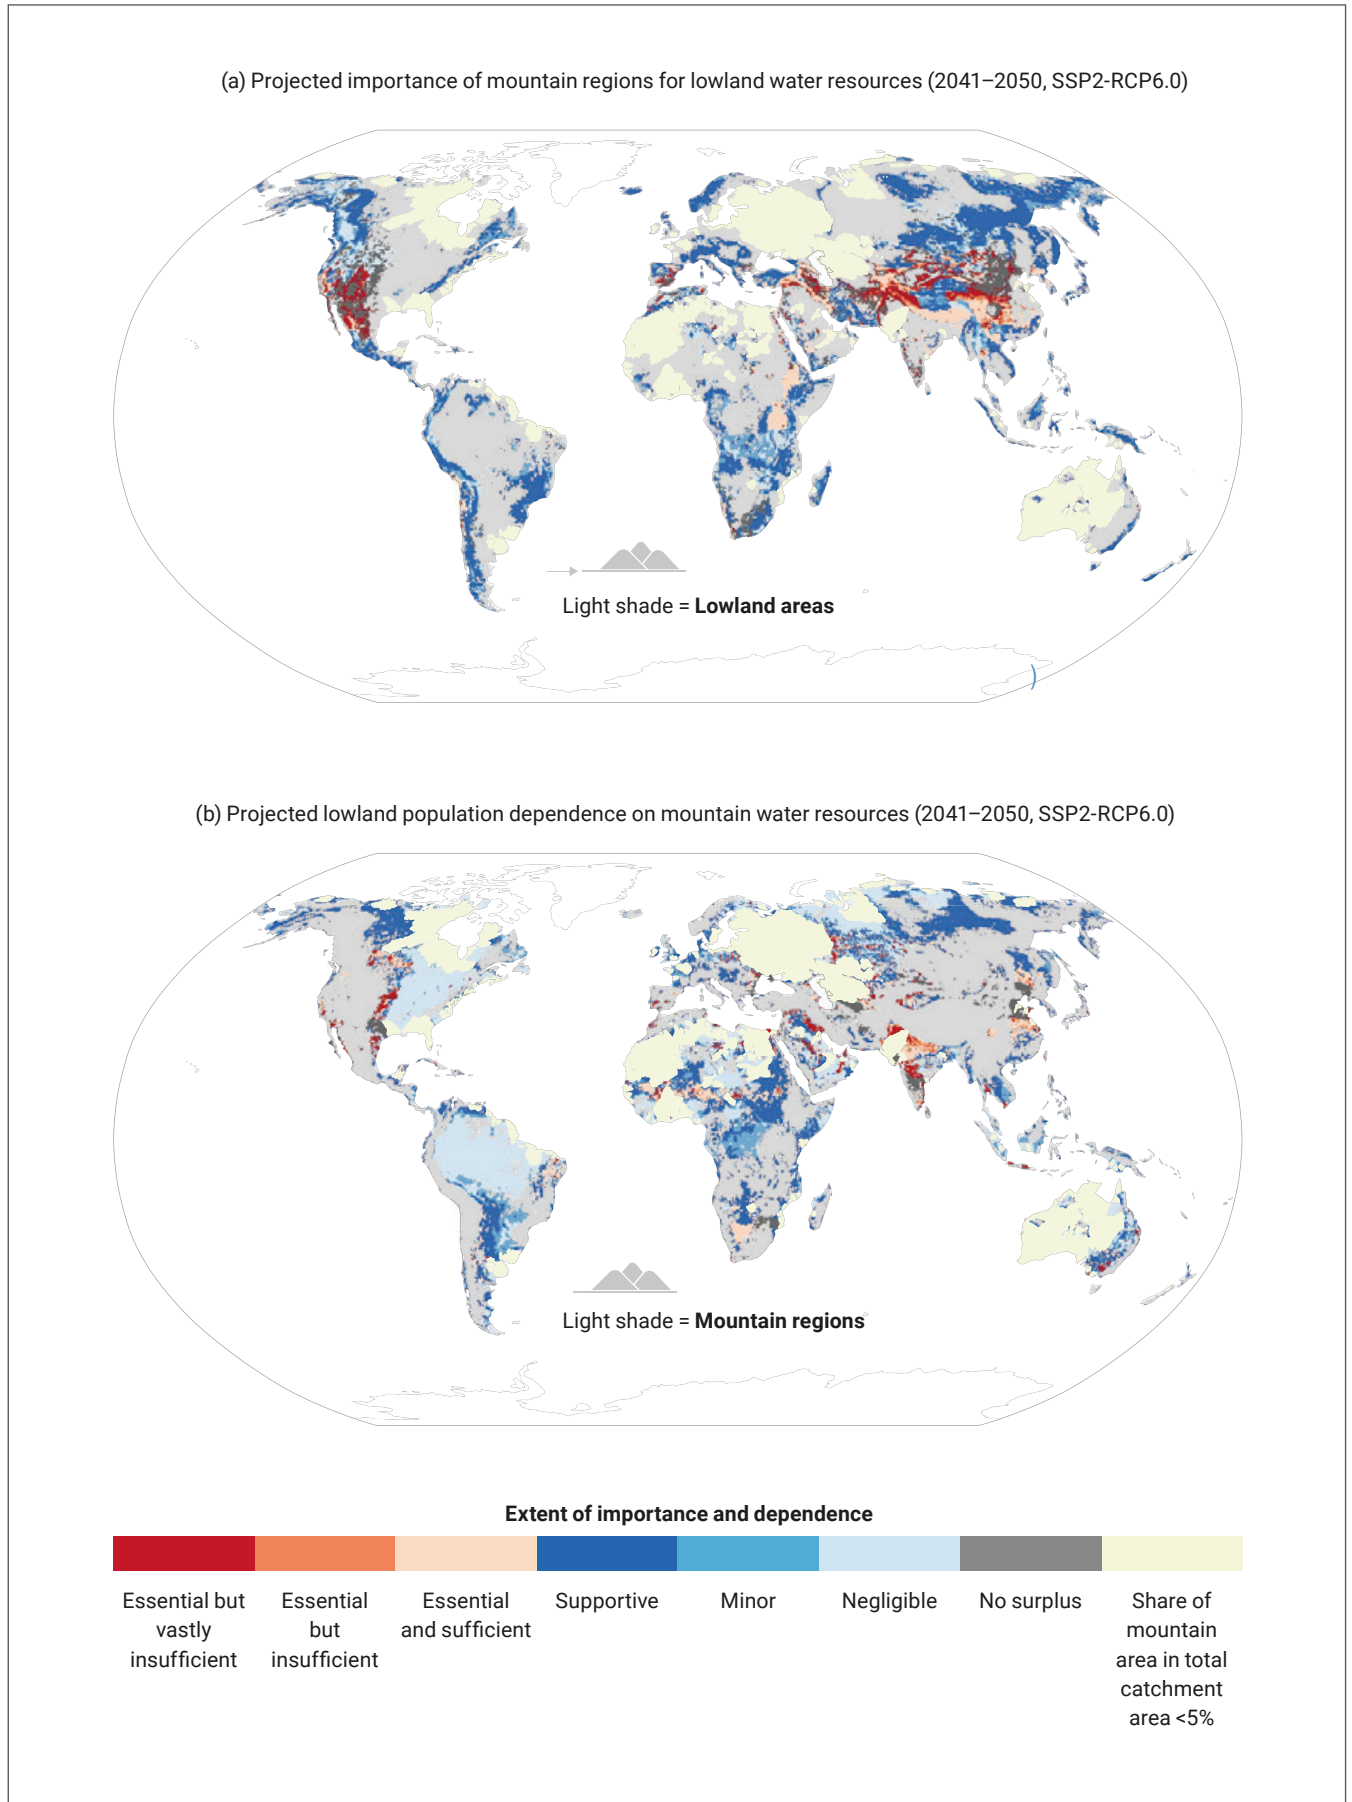 (a) Projected importance of mountain regions for lowland water resources (2041–2050, SSP2-RCP6.0)
Light shade = Lowland areas
(b) Projected lowland population dependence on mountain water resources (2041–2050, SSP2-RCP6.0)
Light shade = Mountain regions
Extent of importance and dependence
Essential but
vastly
insufficient
Essential
but
insufficient
Essential
and sufficient
Supportive
Minor
Negligible
No surplus
Share of
mountain
area in total
catchment
area <5%